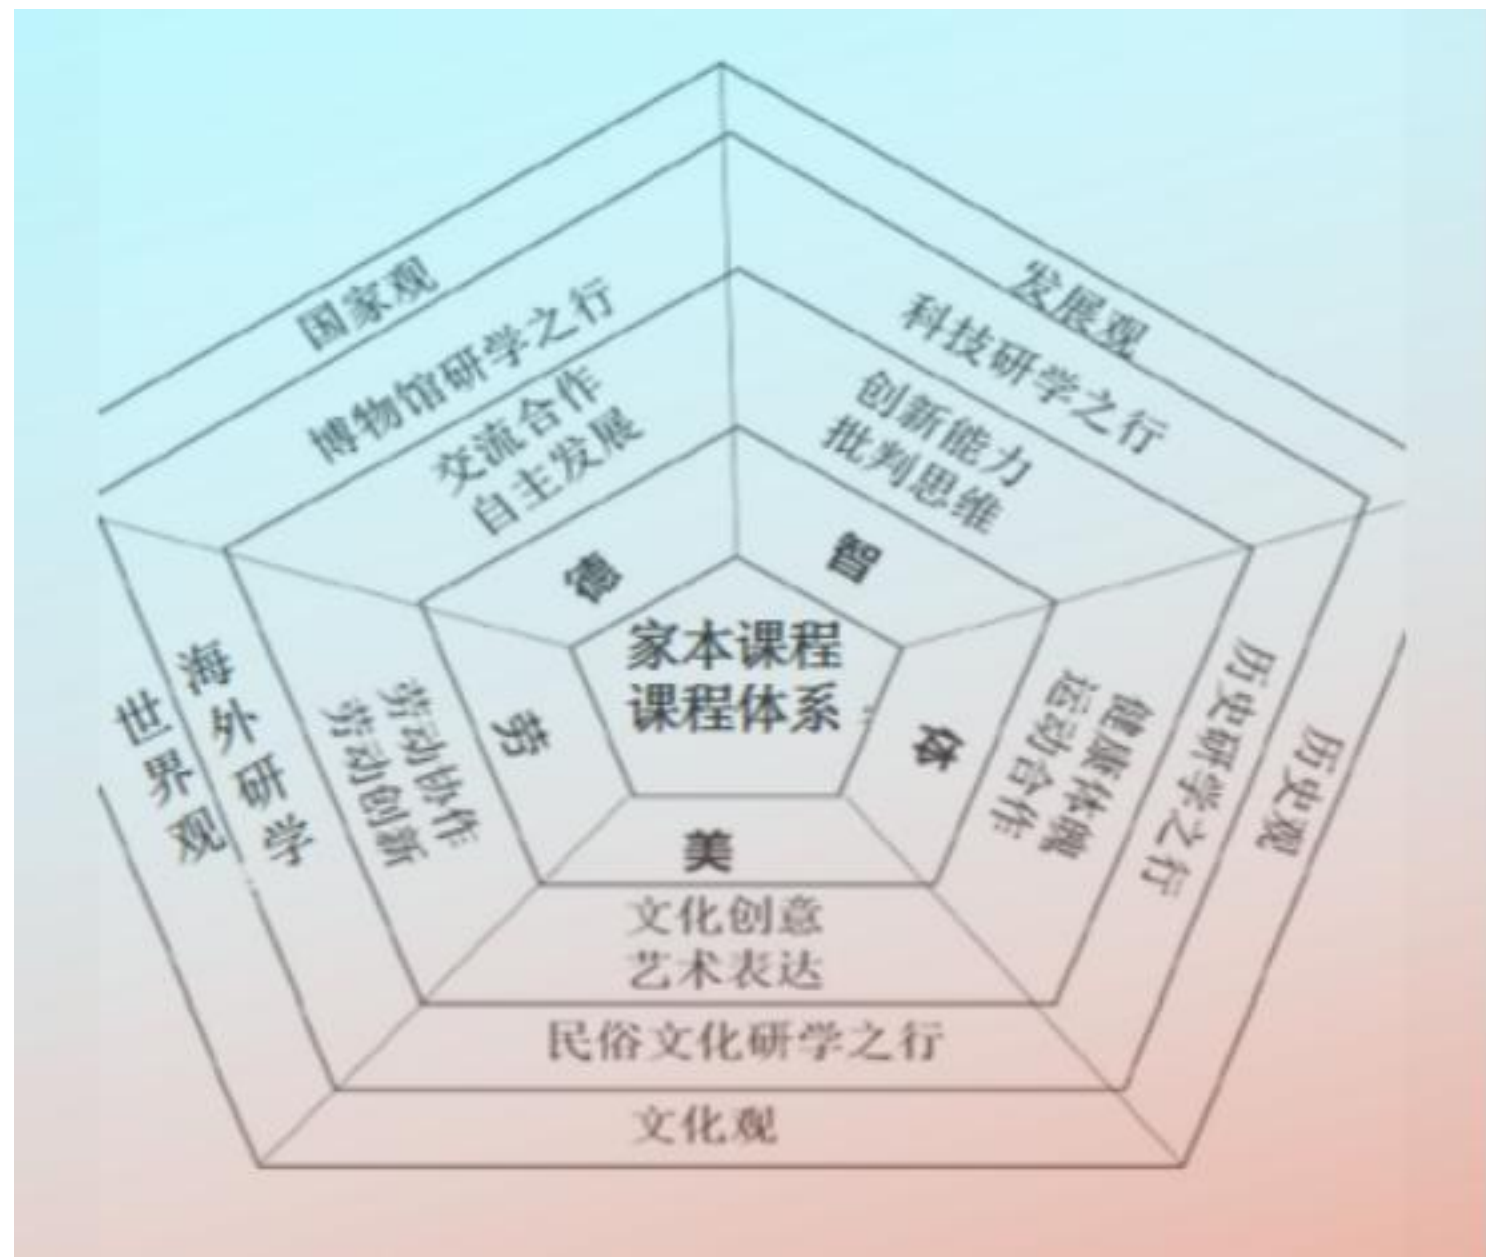 国家观
发展观
博物馆研学之行
科技研学之行
交流合作
自主发展
创新能力
批判思维
德
智
家本课程
课程体系
世界观
海外研学
劳动协作
劳动创新
劳
体
健康体魄
运动合作
历史研学之行
历史观
美
文化创意
艺术表达
民俗文化研学之行
文化观